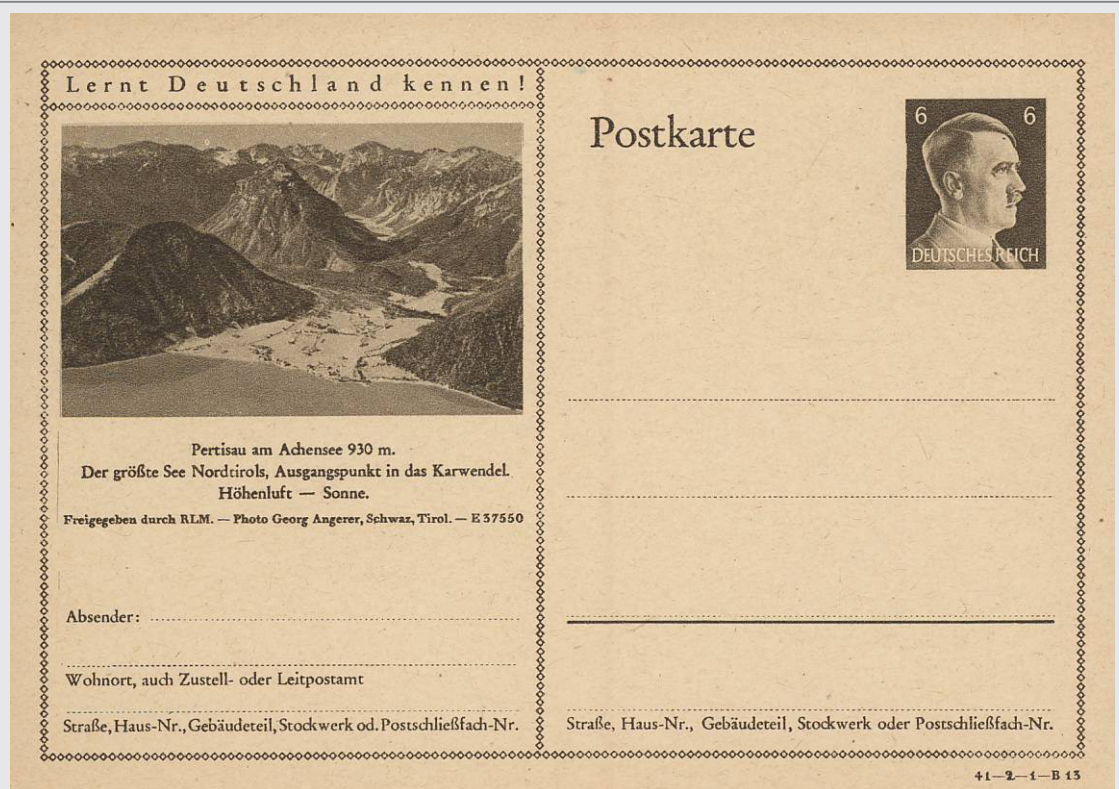 Lernt Deutschland kennen!
Pertisau am Achensee 930 m.
Der größte See Nordtirols, Ausgangspunkt in das Karwendel.
Höhenluft — Sonne.
Freigegeben durch RLM. — Photo Georg Angerer, Schwaz, Tirol. — E 37550
Absender:
Wohnort, auch Zustell- oder Leitpostamt
Straße, Haus-Nr., Gebäudeteil, Stockwerk od. Postschließfach-Nr.
Postkarte
6 6
DEUTSCHES REICH
Straße, Haus-Nr., Gebäudeteil, Stockwerk oder Postschließfach-Nr.
41—2—1—B 13